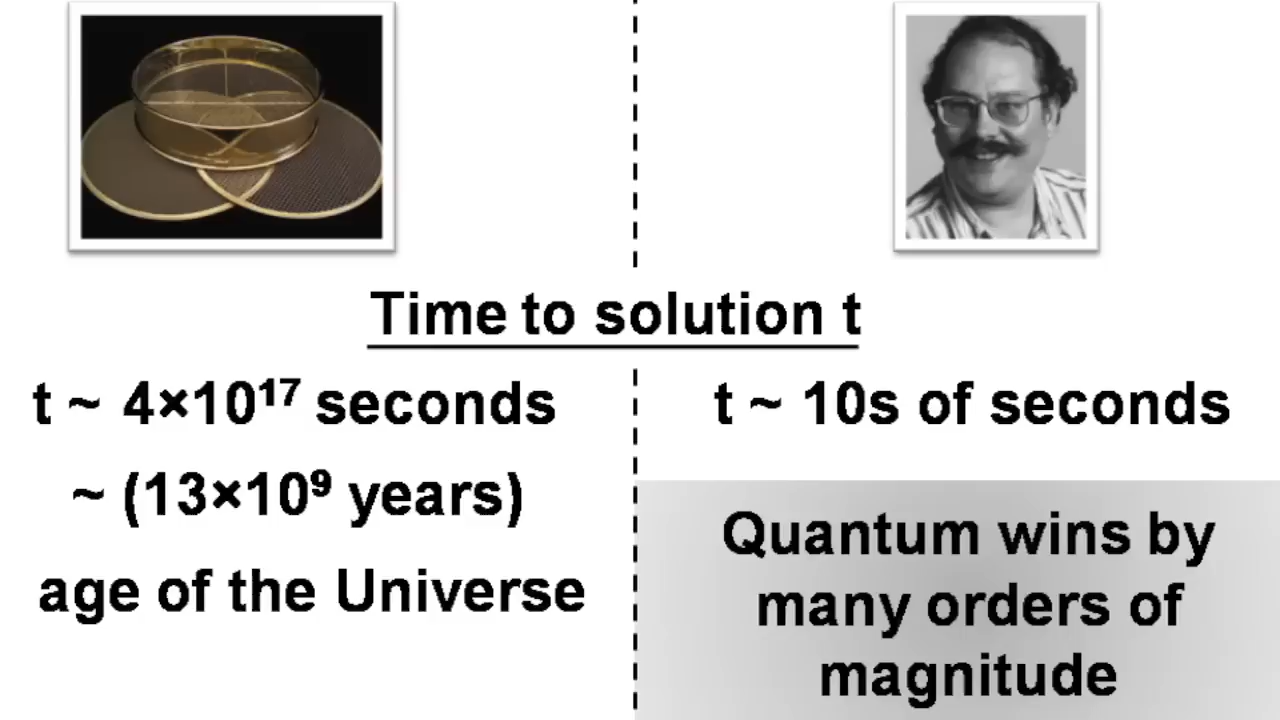 Time to solution t
t ~ 4×10¹⁷ seconds
~ (13×10⁹ years)
age of the Universe
t ~ 10s of seconds
Quantum wins by
many orders of
magnitude